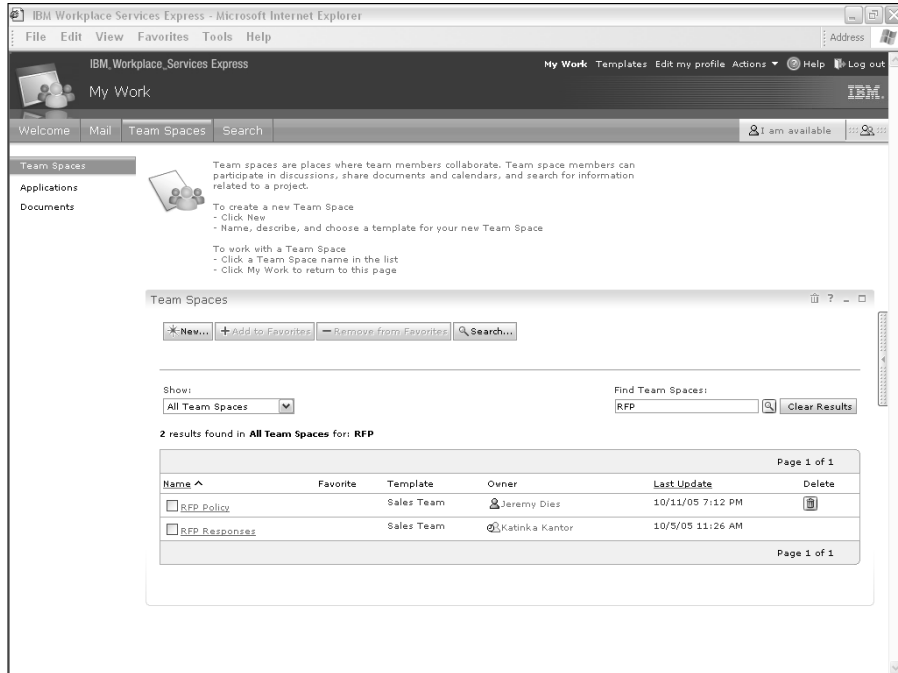 IBM Workplace Services Express - Microsoft Internet Explorer
File Edit View Favorites Tools Help Address
IBM_Workplace_Services Express
My Work Templates Edit my profile Actions Help Log out
My Work
IBM.
Welcome Mail Team Spaces Search
I am available
Team Spaces
Applications
Documents
Team spaces are places where team members collaborate. Team space members can
participate in discussions, share documents and calendars, and search for information
related to a project.
To create a new Team Space
- Click New
- Name, describe, and choose a template for your new Team Space
To work with a Team Space
- Click a Team Space name in the list
- Click My Work to return to this page
Team Spaces
New... Add to Favorites Remove from Favorites Search...
Show:
All Team Spaces
Find Team Spaces:
RFP
Clear Results
2 results found in All Team Spaces for: RFP
Page 1 of 1
Name Favorite Template Owner Last Update Delete
RFP Policy Sales Team Jeremy Dies 10/11/05 7:12 PM
RFP Responses Sales Team Katinka Kantor 10/5/05 11:26 AM
Page 1 of 1